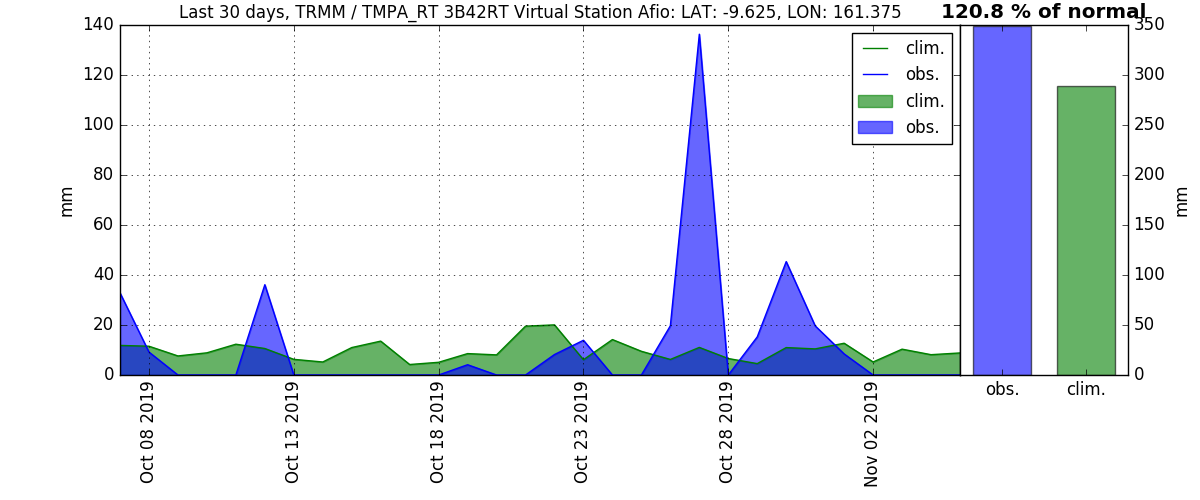 Last 30 days, TRMM / TMPA_RT 3B42RT Virtual Station Afio: LAT: -9.625, LON: 161.375
120.8 % of normal
140
120
100
80
60
40
20
0
mm
clim.
obs.
clim.
obs.
350
300
250
200
150
100
50
0
mm
obs.
clim.
Oct 08 2019
Oct 13 2019
Oct 18 2019
Oct 23 2019
Oct 28 2019
Nov 02 2019